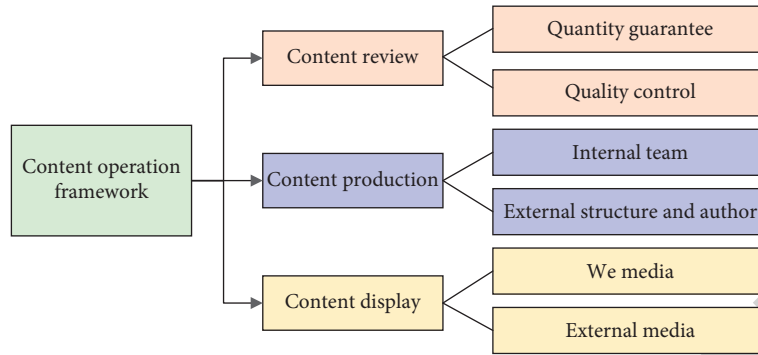 Content operation
framework
Content review
Quantity guarantee
Quality control
Content production
Internal team
External structure and author
Content display
We media
External media